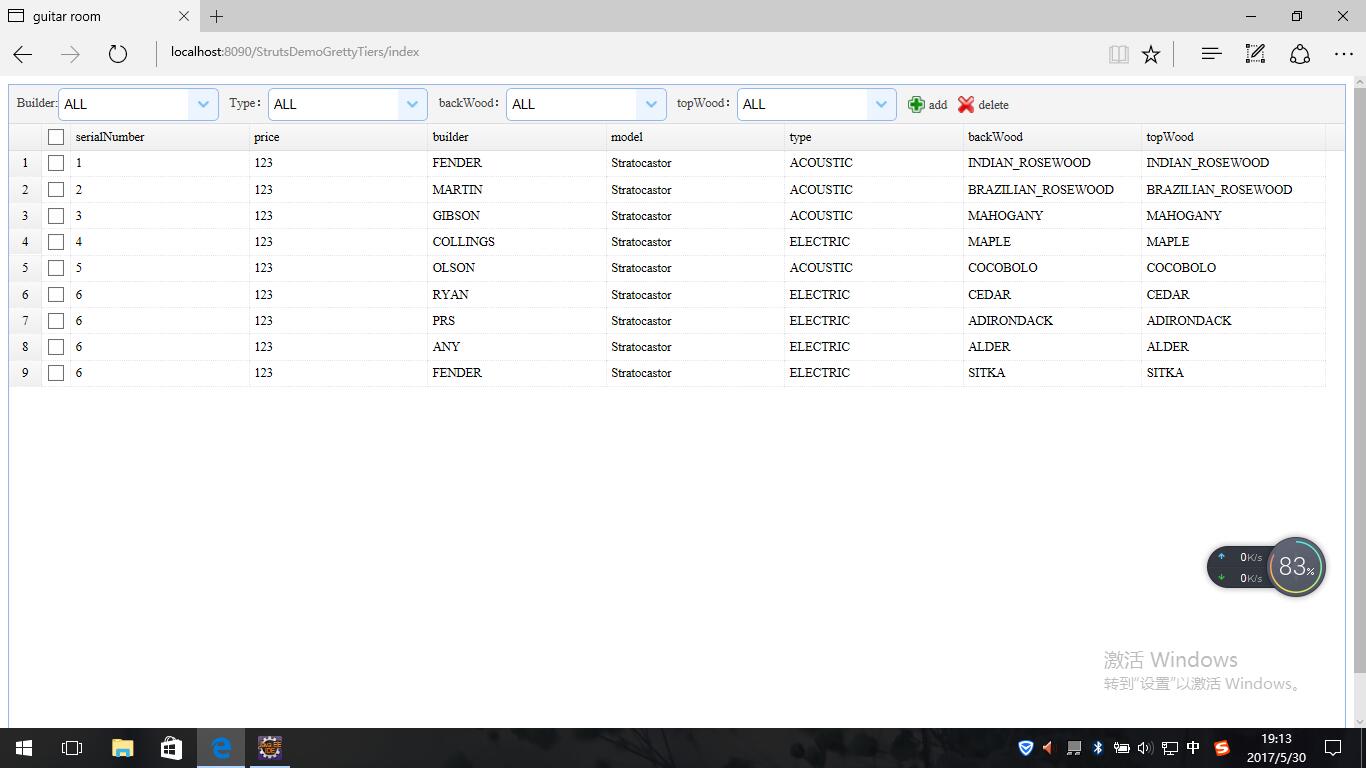 guitar room
localhost:8090/StrutsDemoGrettyTiers/index
Builder: ALL Type： ALL backWood： ALL topWood： ALL add delete
serialNumber price builder model type backWood topWood
1 1 123 FENDER Stratocastor ACOUSTIC INDIAN_ROSEWOOD INDIAN_ROSEWOOD
2 2 123 MARTIN Stratocastor ACOUSTIC BRAZILIAN_ROSEWOOD BRAZILIAN_ROSEWOOD
3 3 123 GIBSON Stratocastor ACOUSTIC MAHOGANY MAHOGANY
4 4 123 COLLINGS Stratocastor ELECTRIC MAPLE MAPLE
5 5 123 OLSON Stratocastor ACOUSTIC COCOBOLO COCOBOLO
6 6 123 RYAN Stratocastor ELECTRIC CEDAR CEDAR
7 6 123 PRS Stratocastor ELECTRIC ADIRONDACK ADIRONDACK
8 6 123 ANY Stratocastor ELECTRIC ALDER ALDER
9 6 123 FENDER Stratocastor ELECTRIC SITKA SITKA
0K/s
83%
0K/s
激活 Windows
转到"设置"以激活 Windows。
中
19:13
2017/5/30